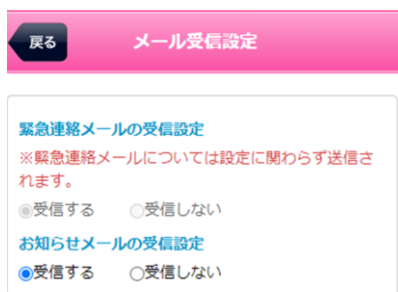 戻る
メール受信設定
緊急連絡メールの受信設定
※緊急連絡メールについては設定に関わらず送信さ
れます。
受信する 受信しない
お知らせメールの受信設定
受信する 受信しない